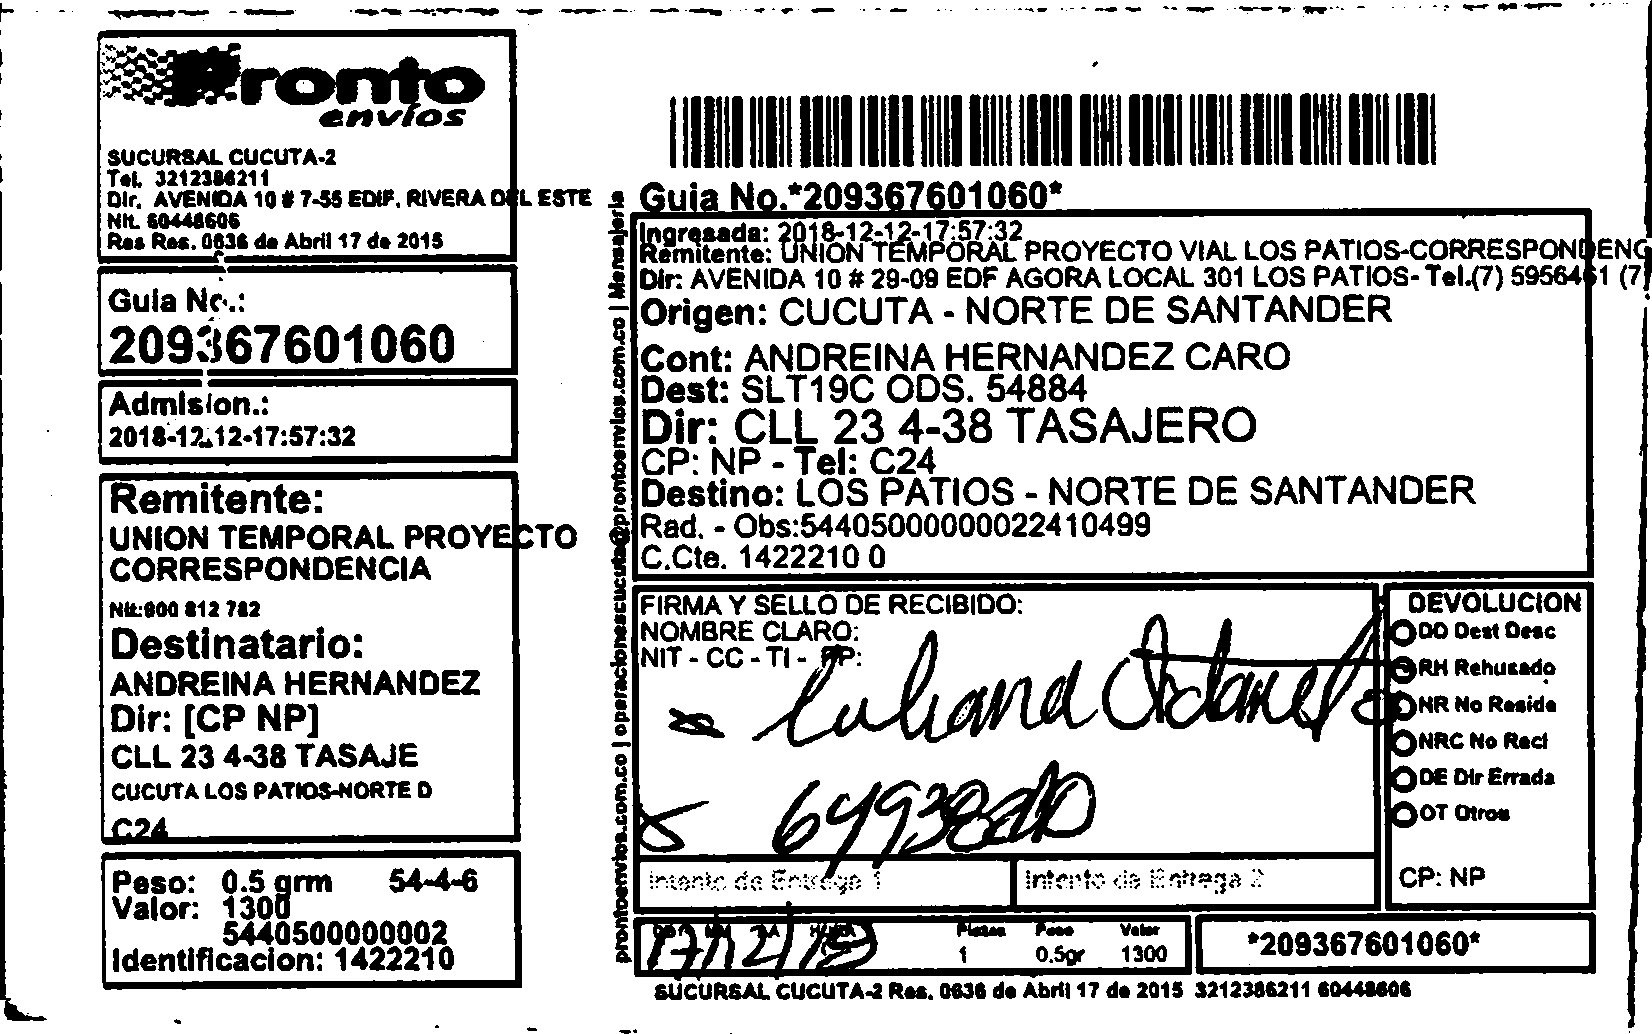 Pronto
envíos
SUCURSAL CUCUTA-2
Tel. 3212386211
Dir. AVENIDA 10 # 7-55 EDIF. RIVERA DEL ESTE
Nit. 60448606
Res Res. 0636 de Abril 17 de 2015
Guia No.:
209367601060
Admision.:
2018-12-12-17:57:32
Remitente:
UNION TEMPORAL PROYECTO
CORRESPONDENCIA
Nit:900 812 782
Destinatario:
ANDREINA HERNANDEZ
Dir: [CP NP]
CLL 23 4-38 TASAJE
CUCUTA LOS PATIOS-NORTE D
C24
Peso: 0.5 grm 54-4-6
Valor: 1300
5440500000002
Identificacion: 1422210
prontoenvios.com.co | operacionescucuta@prontoenvios.com.co | Mensajeria
Guia No.*209367601060*
Ingresada: 2018-12-12-17:57:32
Remitente: UNION TEMPORAL PROYECTO VIAL LOS PATIOS-CORRESPONDENC
Dir: AVENIDA 10 # 29-09 EDF AGORA LOCAL 301 LOS PATIOS- Tel.(7) 5956461 (7)
Origen: CUCUTA - NORTE DE SANTANDER
Cont: ANDREINA HERNANDEZ CARO
Dest: SLT19C ODS. 54884
Dir: CLL 23 4-38 TASAJERO
CP: NP - Tel: C24
Destino: LOS PATIOS - NORTE DE SANTANDER
Rad. - Obs:54405000000022410499
C.Cte. 1422210 0
FIRMA Y SELLO DE RECIBIDO:
NOMBRE CLARO:
NIT - CC - TI - PP:
Intento de Entrega 1
Intento de Entrega 2
DEVOLUCION
DD Dest Desc
RH Rehusado
NR No Reside
NRC No Recl
DE Dir Errada
OT Otros
CP: NP
Piezas Peso Valor
1 0.5gr 1300
*209367601060*
SUCURSAL CUCUTA-2 Res. 0636 de Abril 17 de 2015 3212386211 60448606